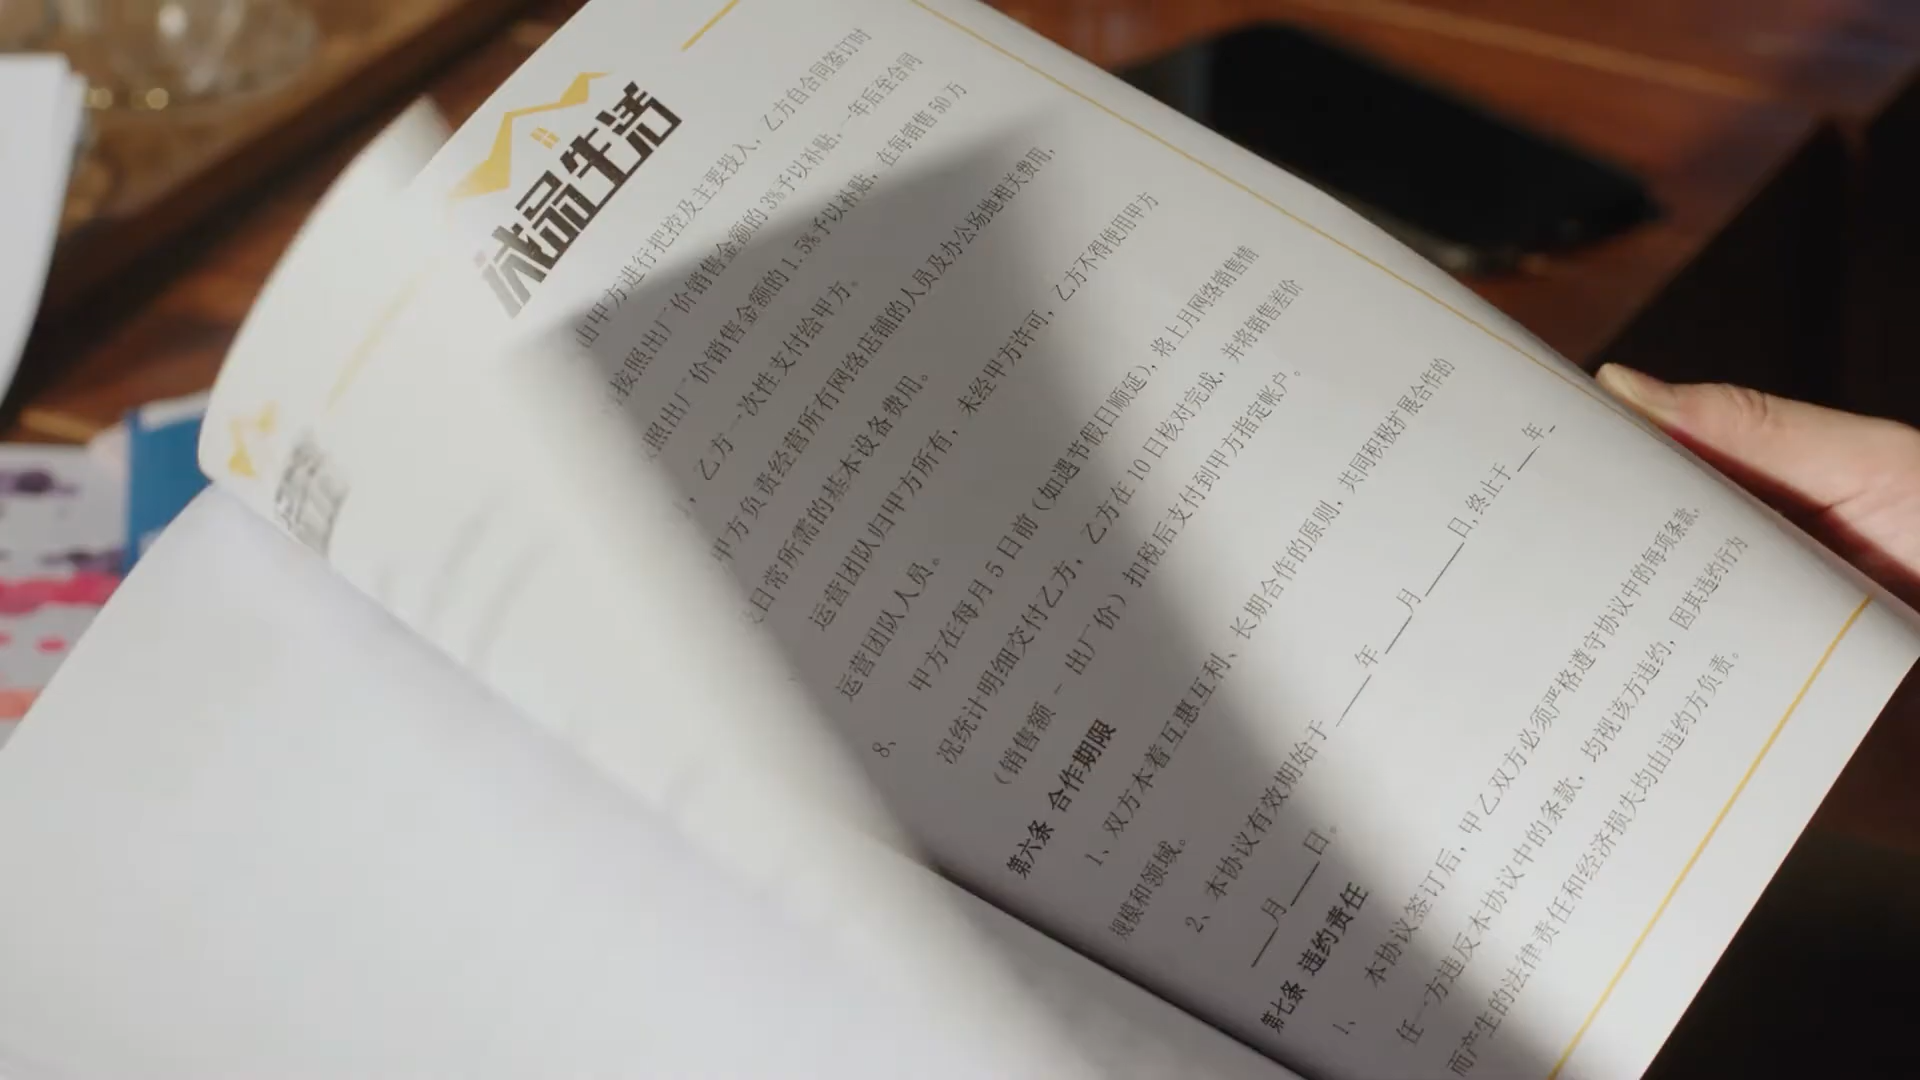 诚品生活
由甲方进行把控及主要投入，乙方自合同签订时
按照出厂价销售金额的3%予以补贴，一年后至合同
照出厂价销售金额的1.5%予以补贴，在每销售50万
，乙方一次性支付给甲方。
甲方负责经营所有网络店铺的人员及办公场地相关费用，
日常所需的基本设备费用。
运营团队归甲方所有，未经甲方许可，乙方不得使用甲方
运营团队人员。
8、 甲方在每月5日前（如遇节假日顺延），将上月网络销售情
况统计明细交付乙方，乙方在10日核对完成，并将销售差价
（销售额－出厂价）扣税后支付到甲方指定帐户。
第六条 合作期限
1、双方本着互惠互利、长期合作的原则，共同积极扩展合作的
规模和领域。
2、本协议有效期始于____年___月____日,终止于___年_
___月____日。
第七条 违约责任
1、 本协议签订后，甲乙双方必须严格遵守协议中的每项条款，
任一方违反本协议中的条款，均视该方违约，因其违约行为
而产生的法律责任和经济损失均由违约方负责。